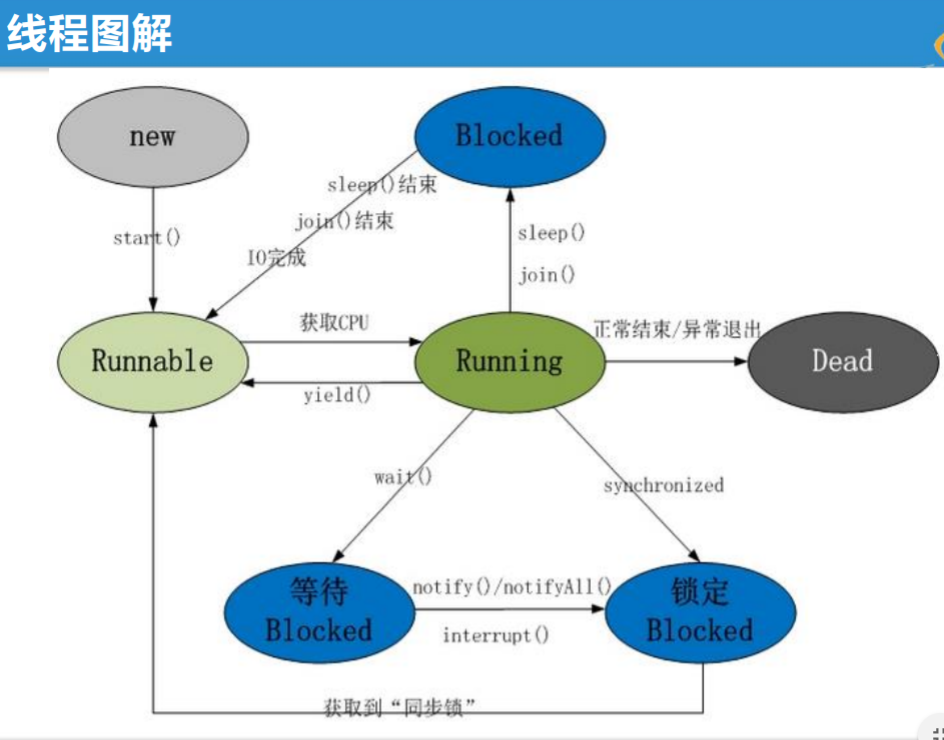 线程图解
new
Blocked
sleep()结束
join()结束
IO完成
start()
sleep()
join()
获取CPU
正常结束/异常退出
Runnable
Running
Dead
yield()
wait()
synchronized
等待
Blocked
notify()/notifyAll()
interrupt()
锁定
Blocked
获取到“同步锁”